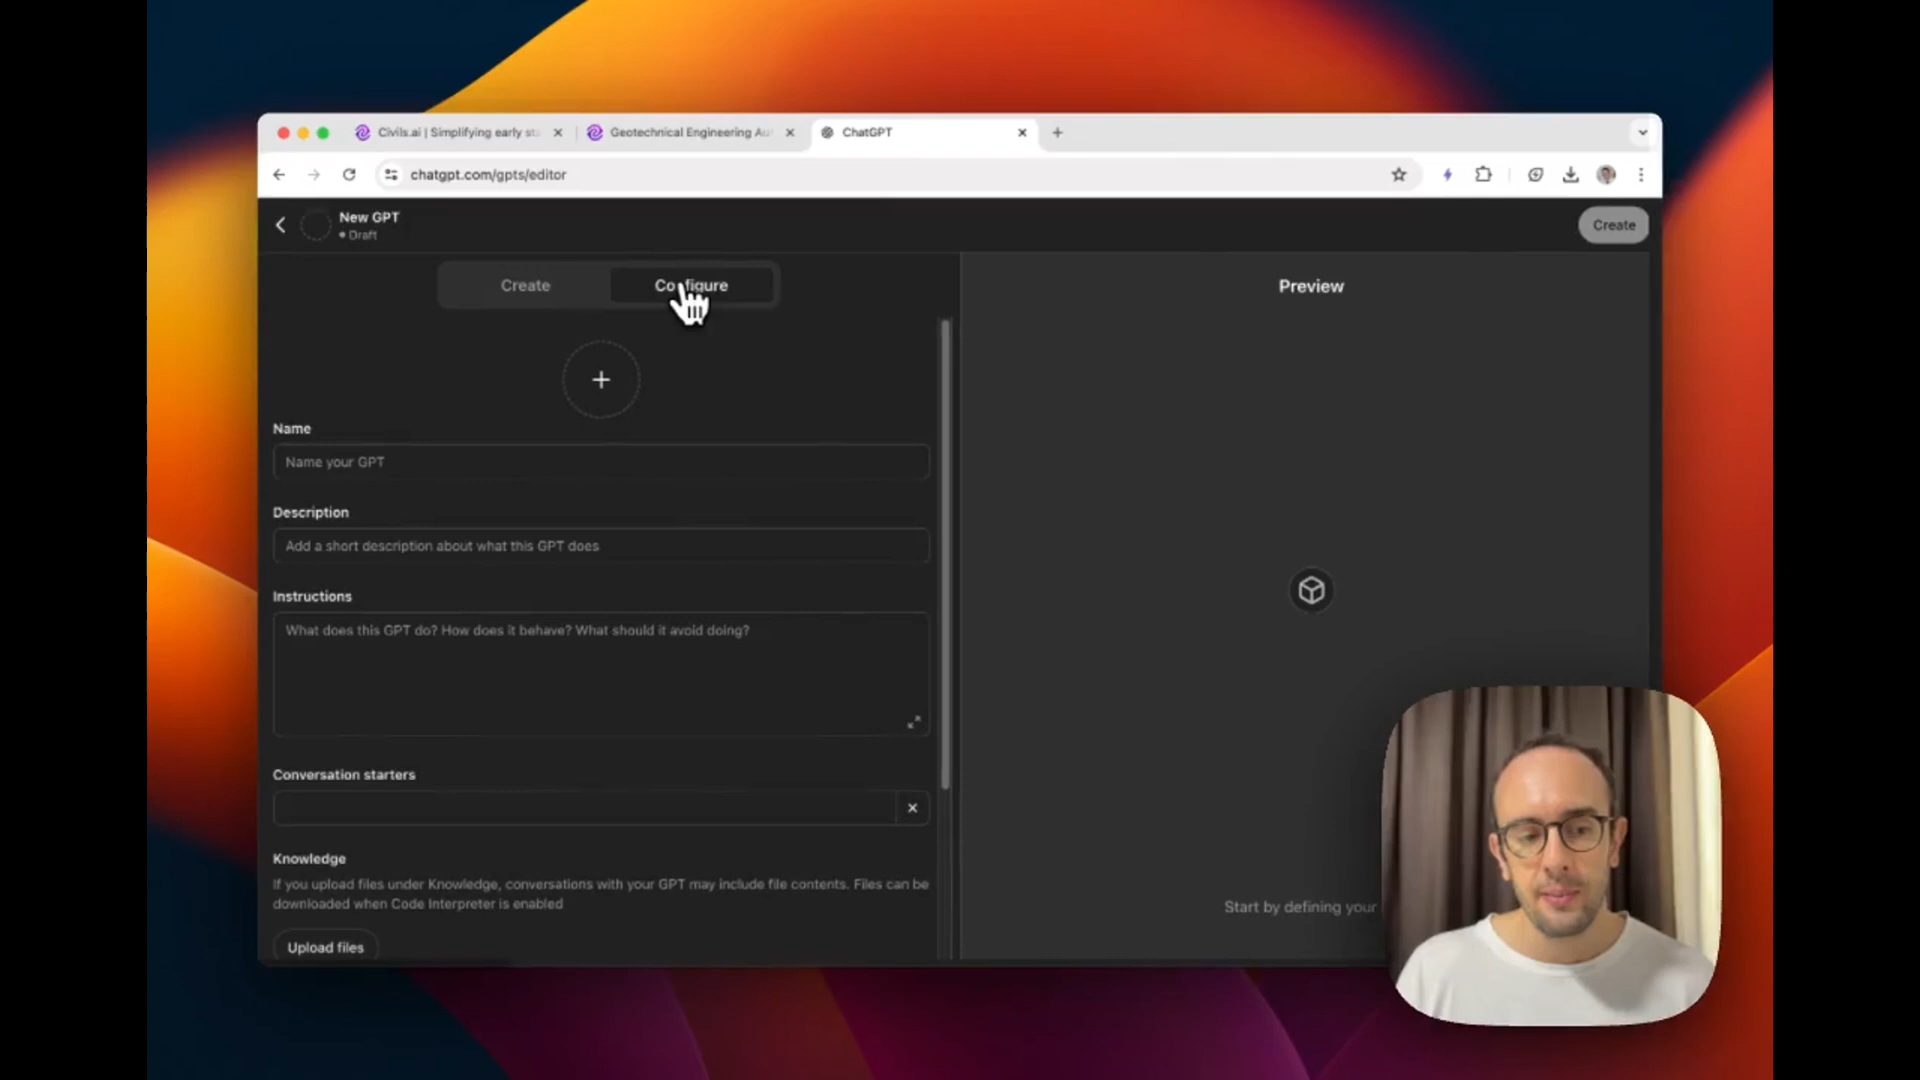 Civils.ai | Simplifying early st
Geotechnical Engineering Au
ChatGPT
chatgpt.com/gpts/editor
New GPT
Draft
Create
Create
Configure
Preview
Name
Name your GPT
Description
Add a short description about what this GPT does
Instructions
What does this GPT do? How does it behave? What should it avoid doing?
Conversation starters
Knowledge
If you upload files under Knowledge, conversations with your GPT may include file contents. Files can be
downloaded when Code Interpreter is enabled
Start by defining your
Upload files